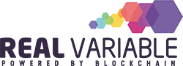 REAL VARIABLE
POWERED BY BLOCKCHAIN